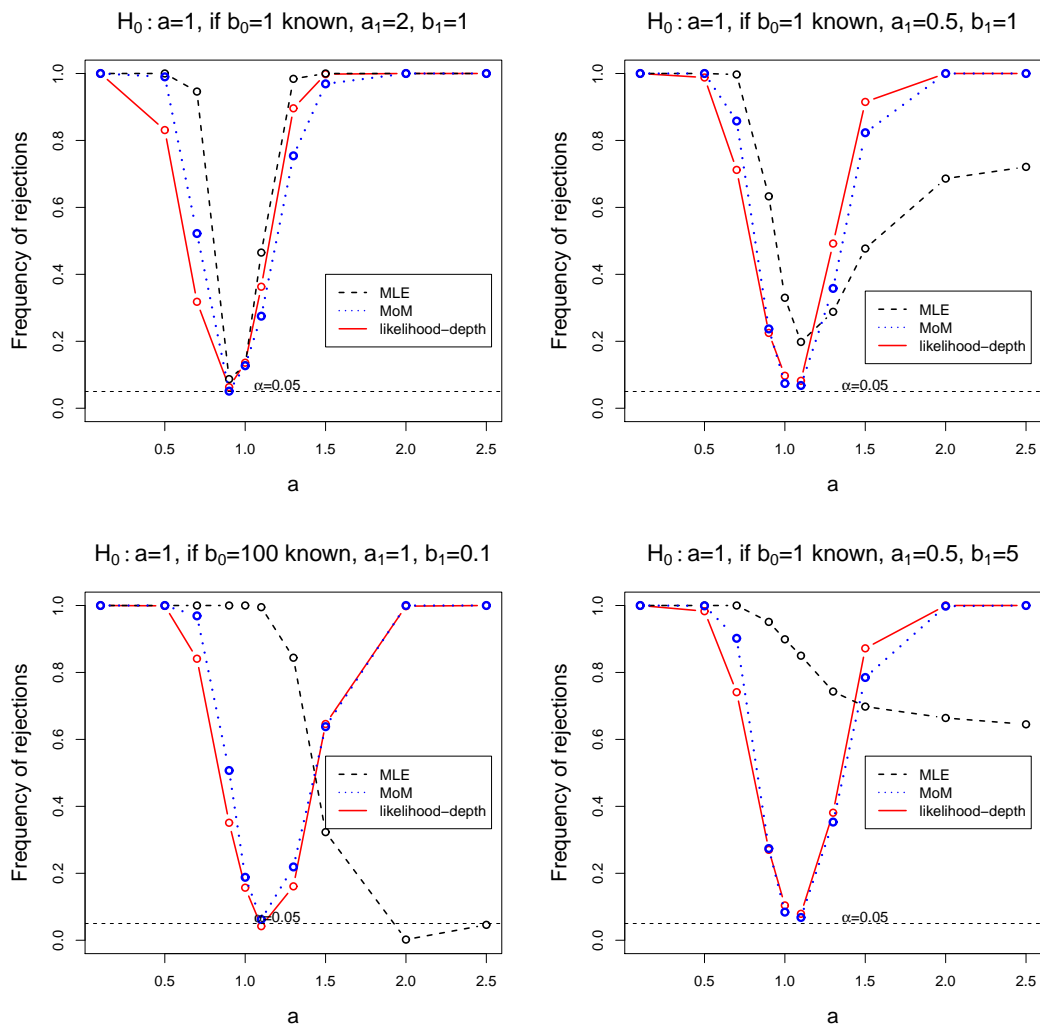 H₀ : a=1, if b₀=1 known, a₁=2, b₁=1
Frequency of rejections
1.0
0.8
0.6
0.4
0.2
0.0
MLE
MoM
likelihood−depth
α=0.05
0.5 1.0 1.5 2.0 2.5
a
H₀ : a=1, if b₀=1 known, a₁=0.5, b₁=1
Frequency of rejections
1.0
0.8
0.6
0.4
0.2
0.0
MLE
MoM
likelihood−depth
α=0.05
0.5 1.0 1.5 2.0 2.5
a
H₀ : a=1, if b₀=100 known, a₁=1, b₁=0.1
Frequency of rejections
1.0
0.8
0.6
0.4
0.2
0.0
MLE
MoM
likelihood−depth
α=0.05
0.5 1.0 1.5 2.0 2.5
a
H₀ : a=1, if b₀=1 known, a₁=0.5, b₁=5
Frequency of rejections
1.0
0.8
0.6
0.4
0.2
0.0
MLE
MoM
likelihood−depth
α=0.05
0.5 1.0 1.5 2.0 2.5
a